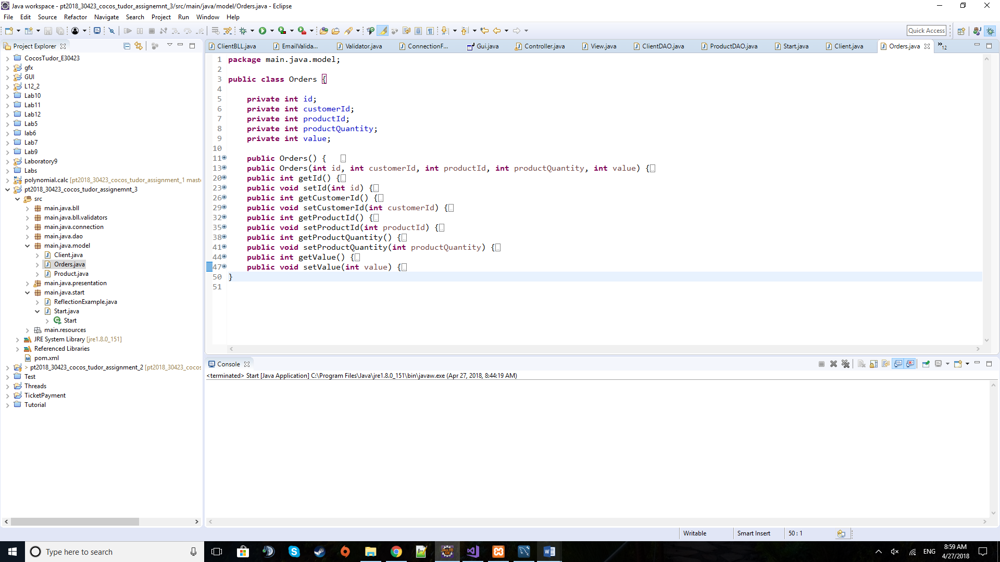 Java workspace - pt2018_30423_cocos_tudor_assignemnt_3/src/main/java/model/Orders.java - Eclipse
File Edit Source Refactor Navigate Search Project Run Window Help
Quick Access
Project Explorer
CocosTudor_E30423
gfx
GUI
L12_2
Lab10
Lab11
Lab12
Lab5
lab6
Lab7
Lab9
Laboratory9
Labs
polynomial.calc [pt2018_30423_cocos_tudor_assignment_1 maste
pt2018_30423_cocos_tudor_assignemnt_3
src
main.java.bll
main.java.bll.validators
main.java.connection
main.java.dao
main.java.model
Client.java
Orders.java
Product.java
main.java.presentation
main.java.start
ReflectionExample.java
Start.java
Start
main.resources
JRE System Library [jre1.8.0_151]
Referenced Libraries
pom.xml
> pt2018_30423_cocos_tudor_assignment_2 [pt2018_30423_cocos
Test
Threads
TicketPayment
Tutorial
ClientBLL.java EmailValida... Validator.java ConnectionF... Gui.java Controller.java View.java ClientDAO.java ProductDAO.java Start.java Client.java Orders.java »12
1 package main.java.model;
2
3 public class Orders {
4
5 private int id;
6 private int customerId;
7 private int productId;
8 private int productQuantity;
9 private int value;
10
11 public Orders() {
13 public Orders(int id, int customerId, int productId, int productQuantity, int value) {
20 public int getId() {
23 public void setId(int id) {
26 public int getCustomerId() {
29 public void setCustomerId(int customerId) {
32 public int getProductId() {
35 public void setProductId(int productId) {
38 public int getProductQuantity() {
41 public void setProductQuantity(int productQuantity) {
44 public int getValue() {
47 public void setValue(int value) {
50 }
51
Console
<terminated> Start [Java Application] C:\Program Files\Java\jre1.8.0_151\bin\javaw.exe (Apr 27, 2018, 8:44:19 AM)
Writable Smart Insert 50 : 1
Type here to search
ENG
8:59 AM
4/27/2018